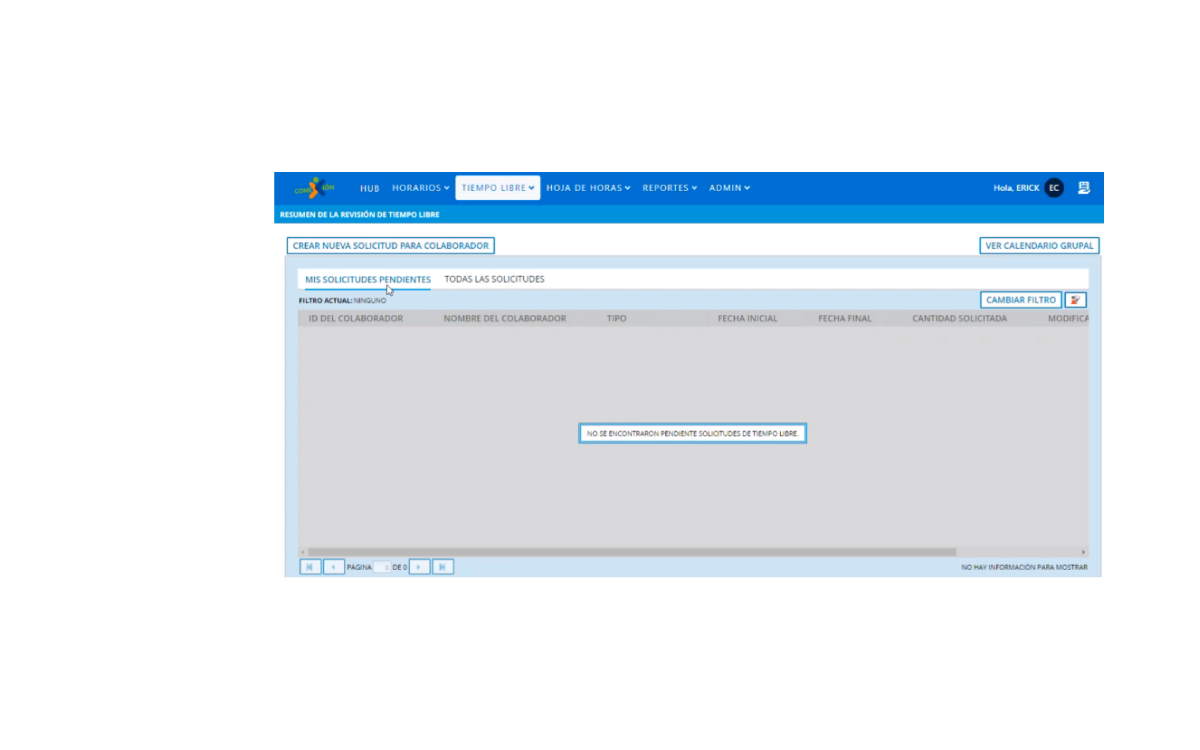 HUB HORARIOS TIEMPO LIBRE HOJA DE HORAS REPORTES ADMIN Hola, ERICK EC
RESUMEN DE LA REVISIÓN DE TIEMPO LIBRE
CREAR NUEVA SOLICITUD PARA COLABORADOR VER CALENDARIO GRUPAL
MIS SOLICITUDES PENDIENTES TODAS LAS SOLICITUDES
FILTRO ACTUAL: NINGUNO CAMBIAR FILTRO
ID DEL COLABORADOR NOMBRE DEL COLABORADOR TIPO FECHA INICIAL FECHA FINAL CANTIDAD SOLICITADA MODIFICA
NO SE ENCONTRARON PENDIENTE SOLICITUDES DE TIEMPO LIBRE.
PÁGINA 0 DE 0 NO HAY INFORMACIÓN PARA MOSTRAR